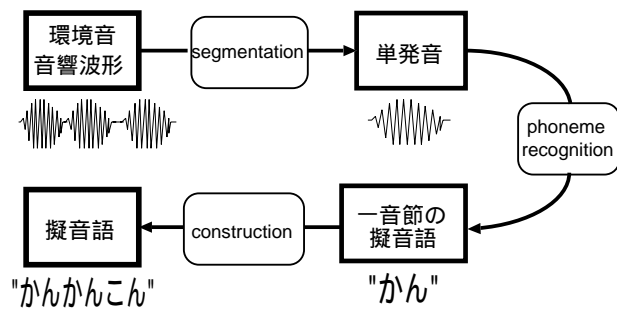 環境音
音響波形
segmentation
単発音
phoneme
recognition
一音節の
擬音語
"かん"
construction
擬音語
"かんかんこん"